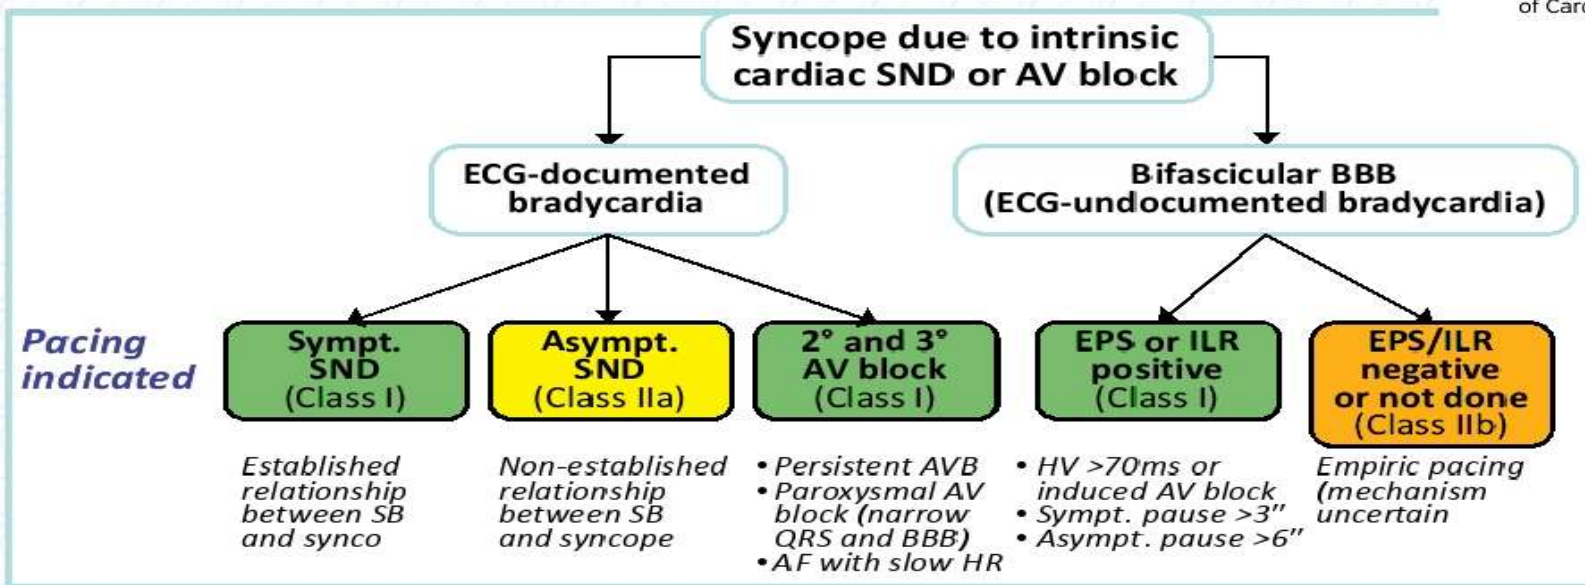 of Card
Syncope due to intrinsic
cardiac SND or AV block
ECG-documented
bradycardia
Bifascicular BBB
(ECG-undocumented bradycardia)
Pacing
indicated
Sympt.
SND
(Class I)
Asympt.
SND
(Class IIa)
2° and 3°
AV block
(Class I)
EPS or ILR
positive
(Class I)
EPS/ILR
negative
or not done
(Class IIb)
Established
relationship
between SB
and synco
Non-established
relationship
between SB
and syncope
• Persistent AVB
• Paroxysmal AV
block (narrow
QRS and BBB)
• AF with slow HR
• HV >70ms or
induced AV block
• Sympt. pause >3″
• Asympt. pause >6″
Empiric pacing
(mechanism
uncertain